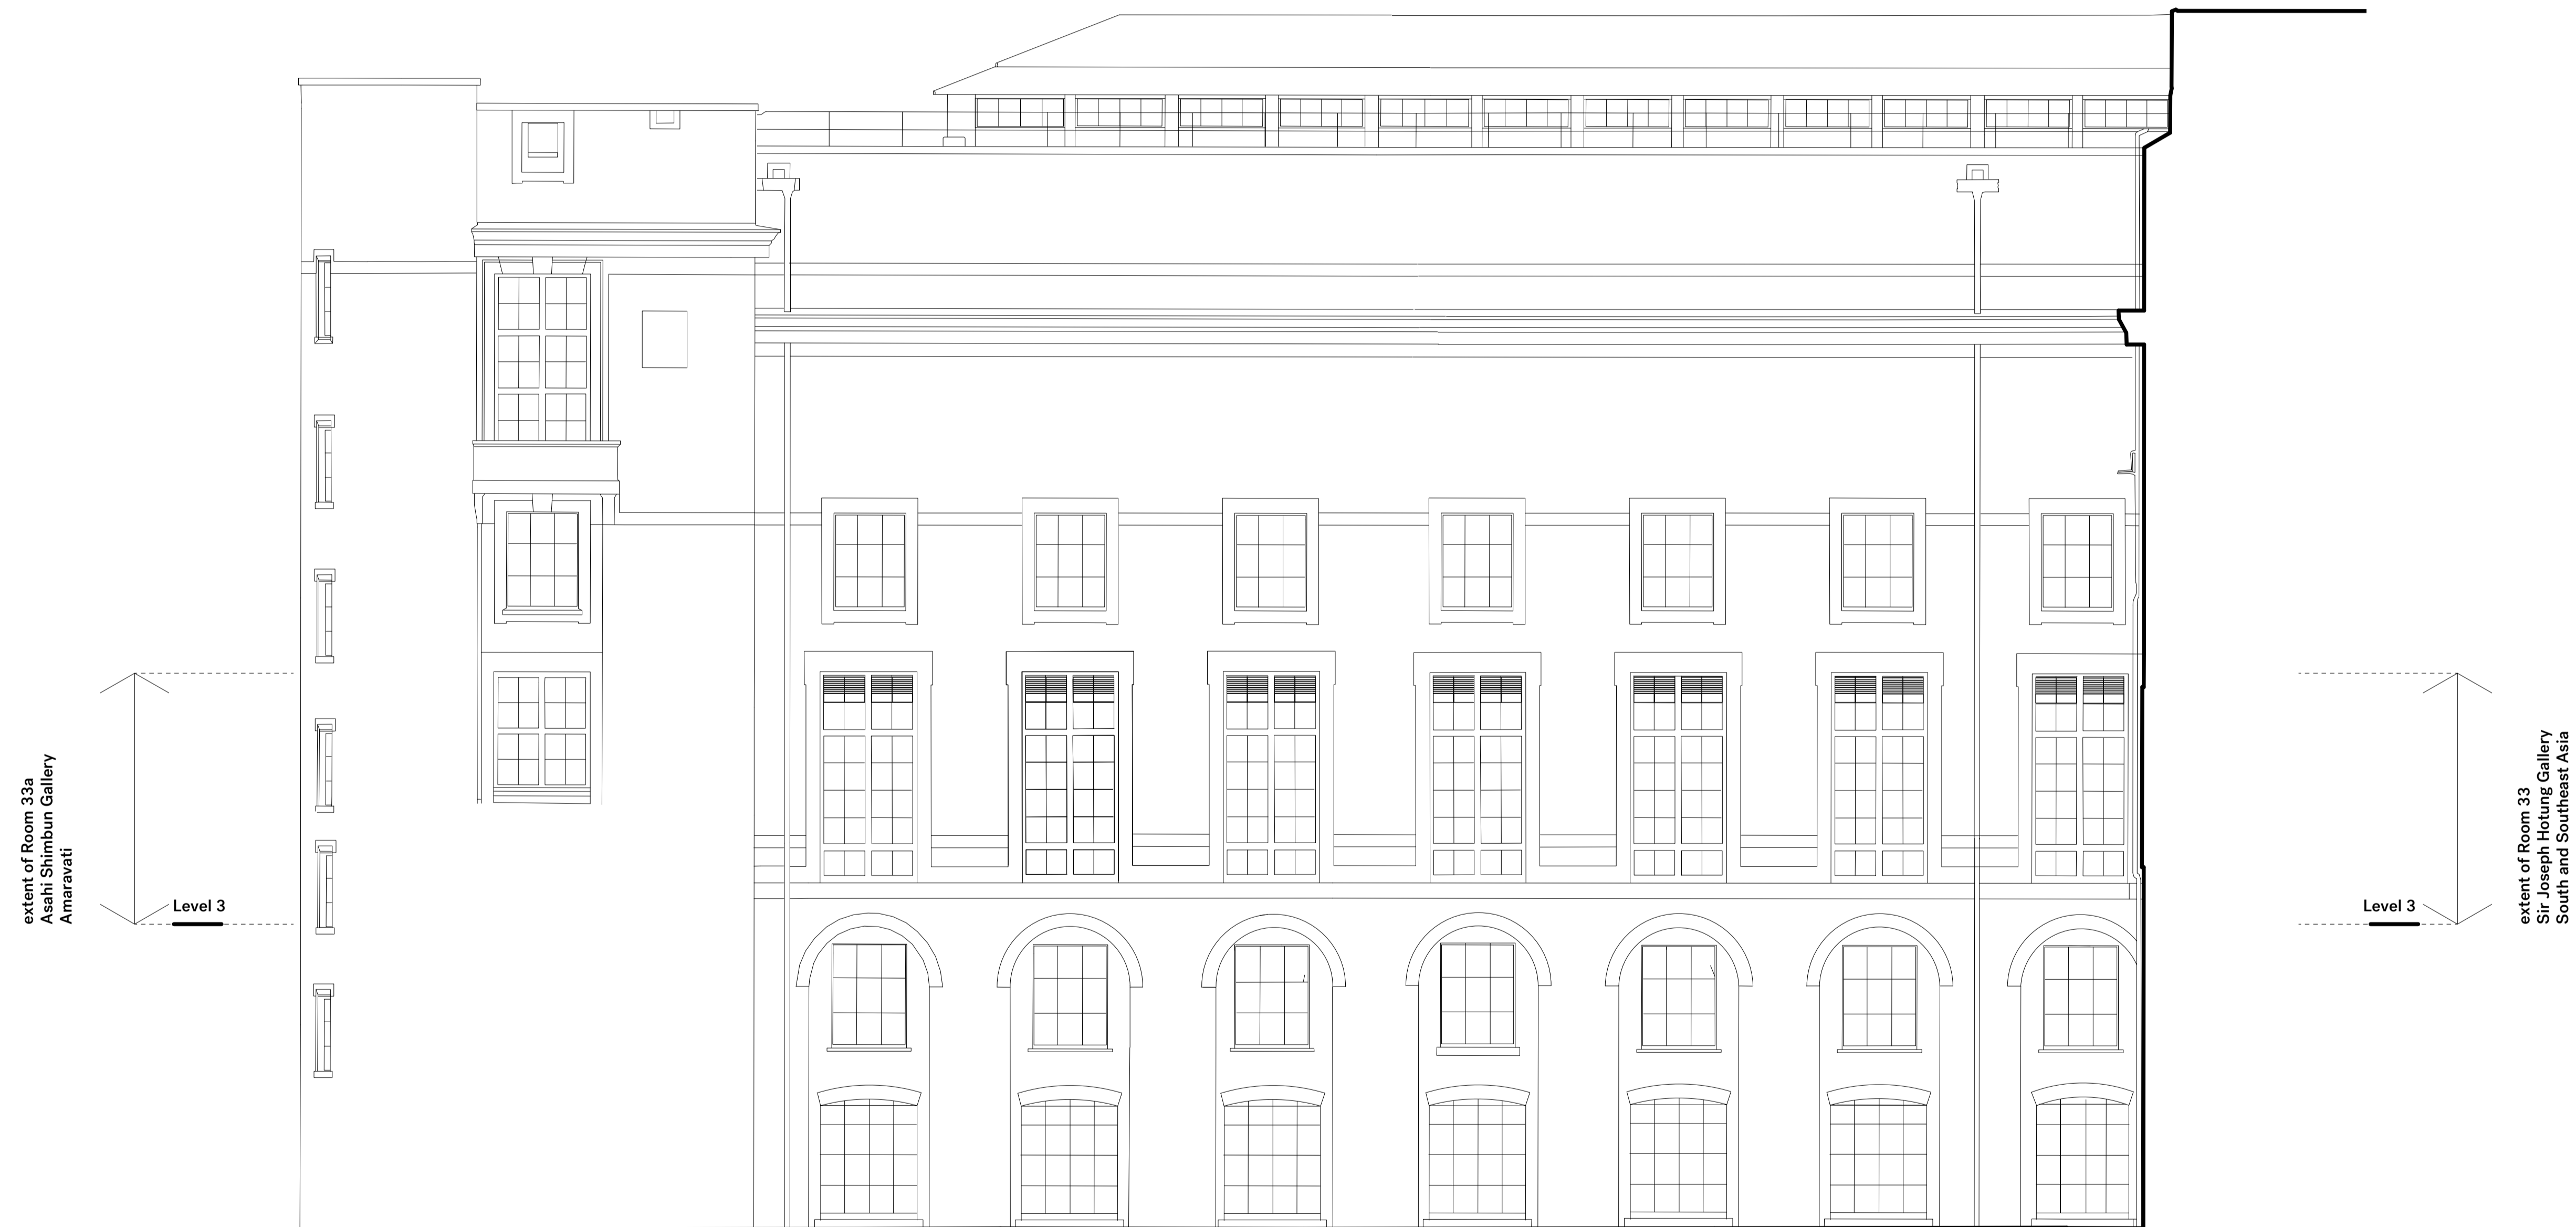 extent of Room 33a
Asahi Shimbun Gallery
Amaravati
Level 3
Level 3
extent of Room 33
Sir Joseph Hotung Gallery
South and Southeast Asia